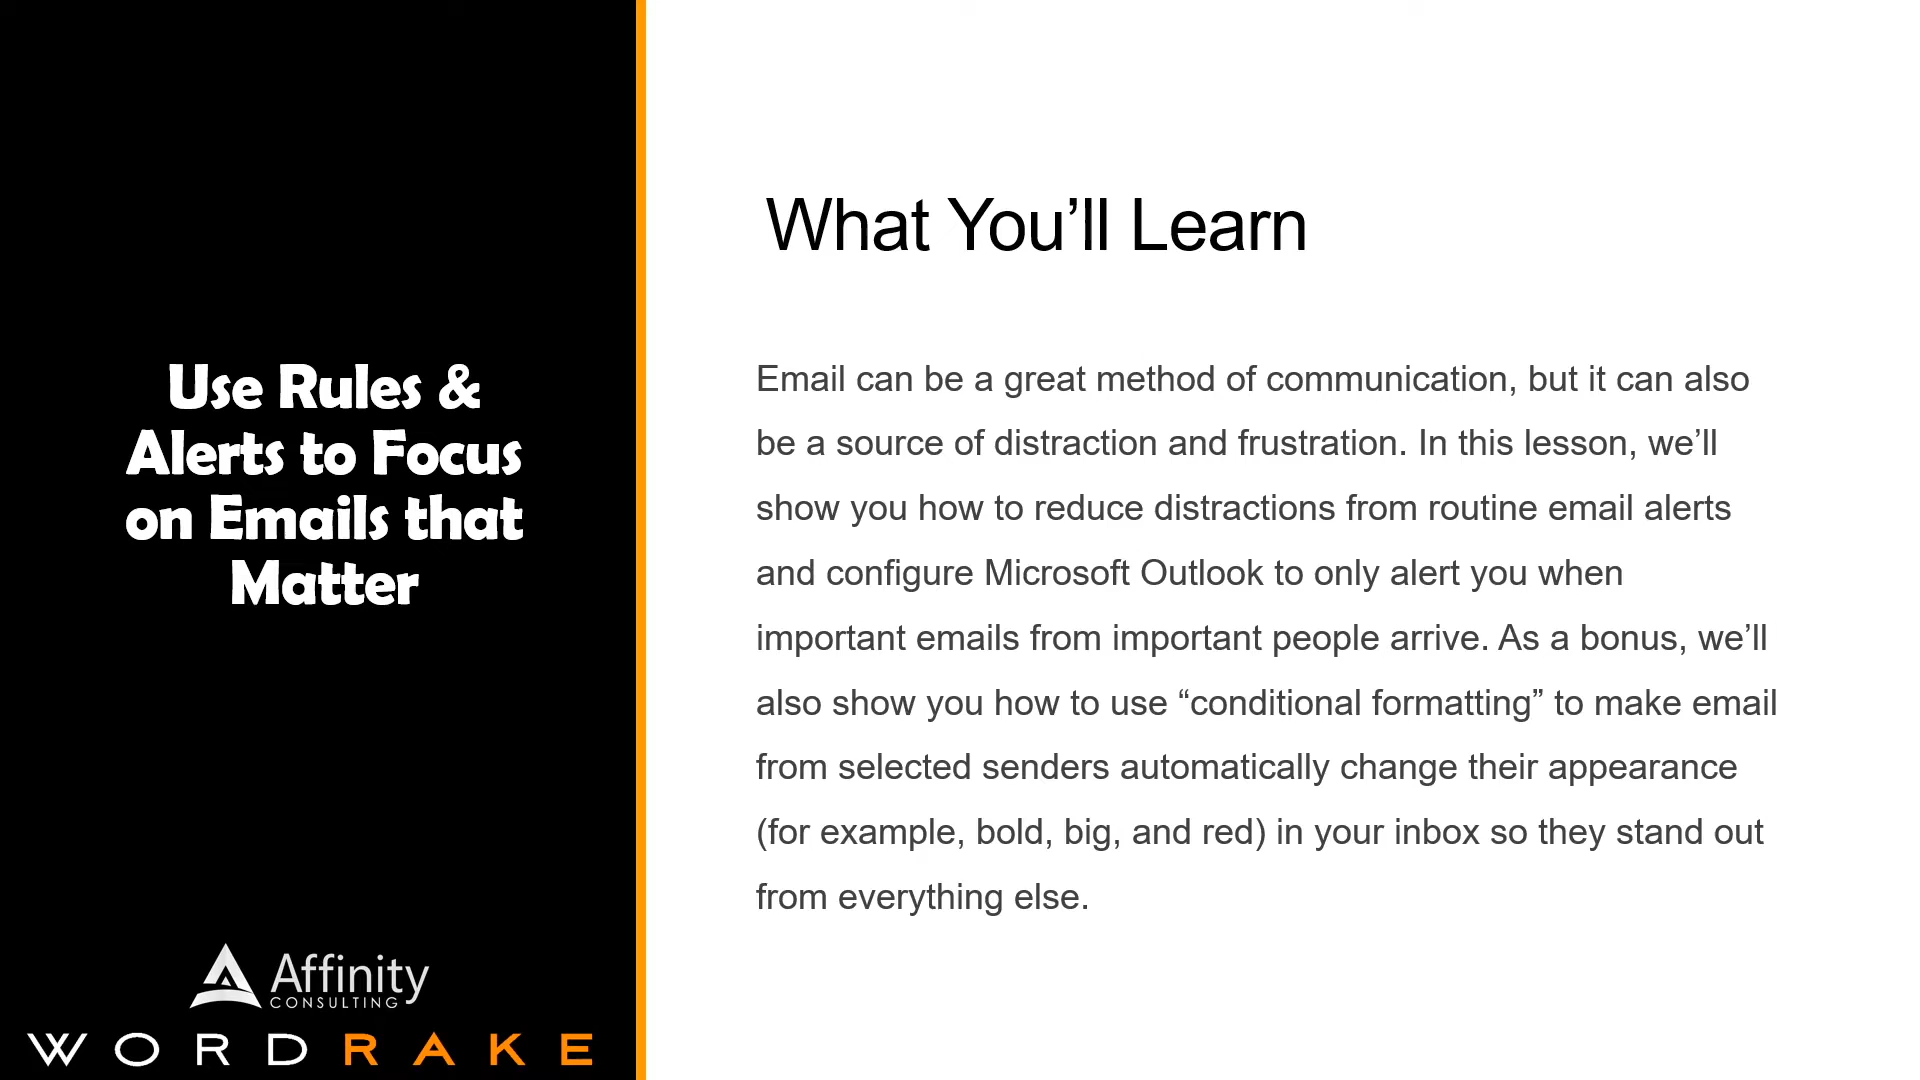 Use Rules &
Alerts to Focus
on Emails that
Matter
Affinity
CONSULTING
WORDRAKE
What You’ll Learn
Email can be a great method of communication, but it can also
be a source of distraction and frustration. In this lesson, we’ll
show you how to reduce distractions from routine email alerts
and configure Microsoft Outlook to only alert you when
important emails from important people arrive. As a bonus, we’ll
also show you how to use “conditional formatting” to make email
from selected senders automatically change their appearance
(for example, bold, big, and red) in your inbox so they stand out
from everything else.